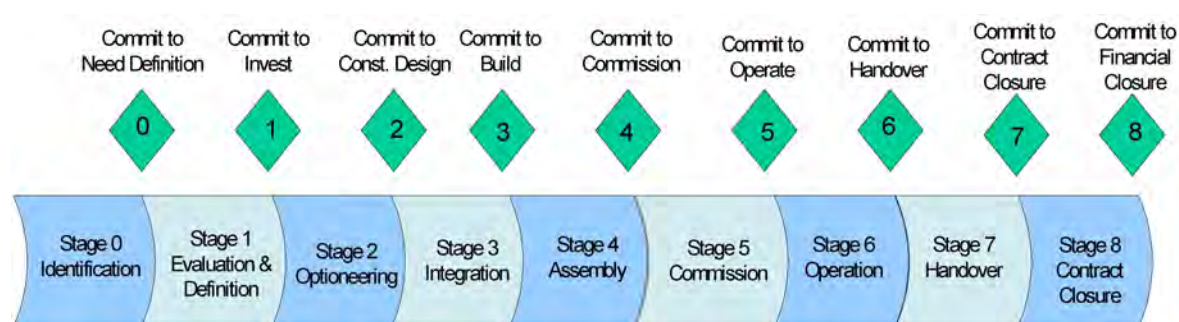 Commit to
Need Definition
Commit to
Invest
Commit to
Const. Design
Commit to
Build
Commit to
Commission
Commit to
Operate
Commit to
Handover
Commit to
Contract
Closure
Commit to
Financial
Closure
0
1
2
3
4
5
6
7
8
Stage 0
Identification
Stage 1
Evaluation &
Definition
Stage 2
Optioneering
Stage 3
Integration
Stage 4
Assembly
Stage 5
Commission
Stage 6
Operation
Stage 7
Handover
Stage 8
Contract
Closure